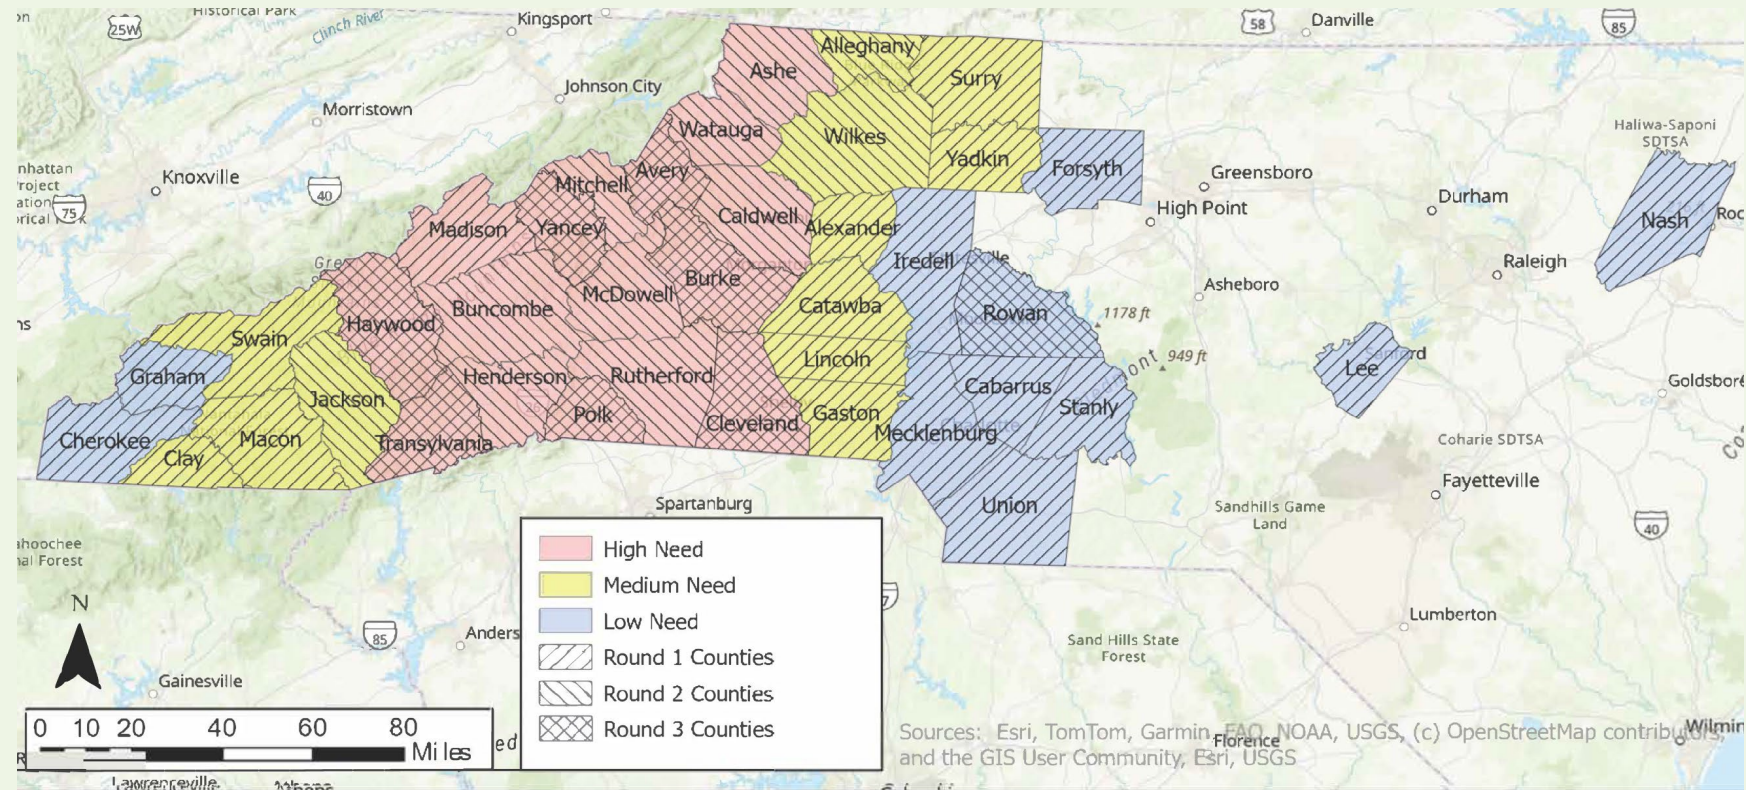 Historical Park
25W
Clinch River
Kingsport
58
Danville
85
Alleghany
Ashe
Surry
Johnson City
Morristown
Watauga
Wilkes
Haliwa-Saponi
SDTSA
Yadkin
Forsyth
Greensboro
Knoxville
40
75
Avery
Mitchell
Durham
High Point
Caldwell
Madison
Yancey
Alexander
Nash
Iredell
Raleigh
Burke
Asheboro
McDowell
Buncombe
Catawba
Rowan
1178 ft
Haywood
Swain
949 ft
Lincoln
Sanford
Lee
Graham
Henderson
Rutherford
Cabarrus
Jackson
Stanly
Polk
Gaston
Cleveland
Mecklenburg
Cherokee
Macon
Transylvania
Clay
Coharie SDTSA
Fayetteville
Spartanburg
Union
Sandhills Game
Land
40
High Need
Medium Need
Low Need
Round 1 Counties
Round 2 Counties
Round 3 Counties
N
85
Anders
Lumberton
Sand Hills State
Forest
Gainesville
0 10 20 40 60 80
Miles
Sources: Esri, TomTom, Garmin, FAO, NOAA, USGS, (c) OpenStreetMap contributors,
and the GIS User Community, Esri, USGS
Florence
Wilmin